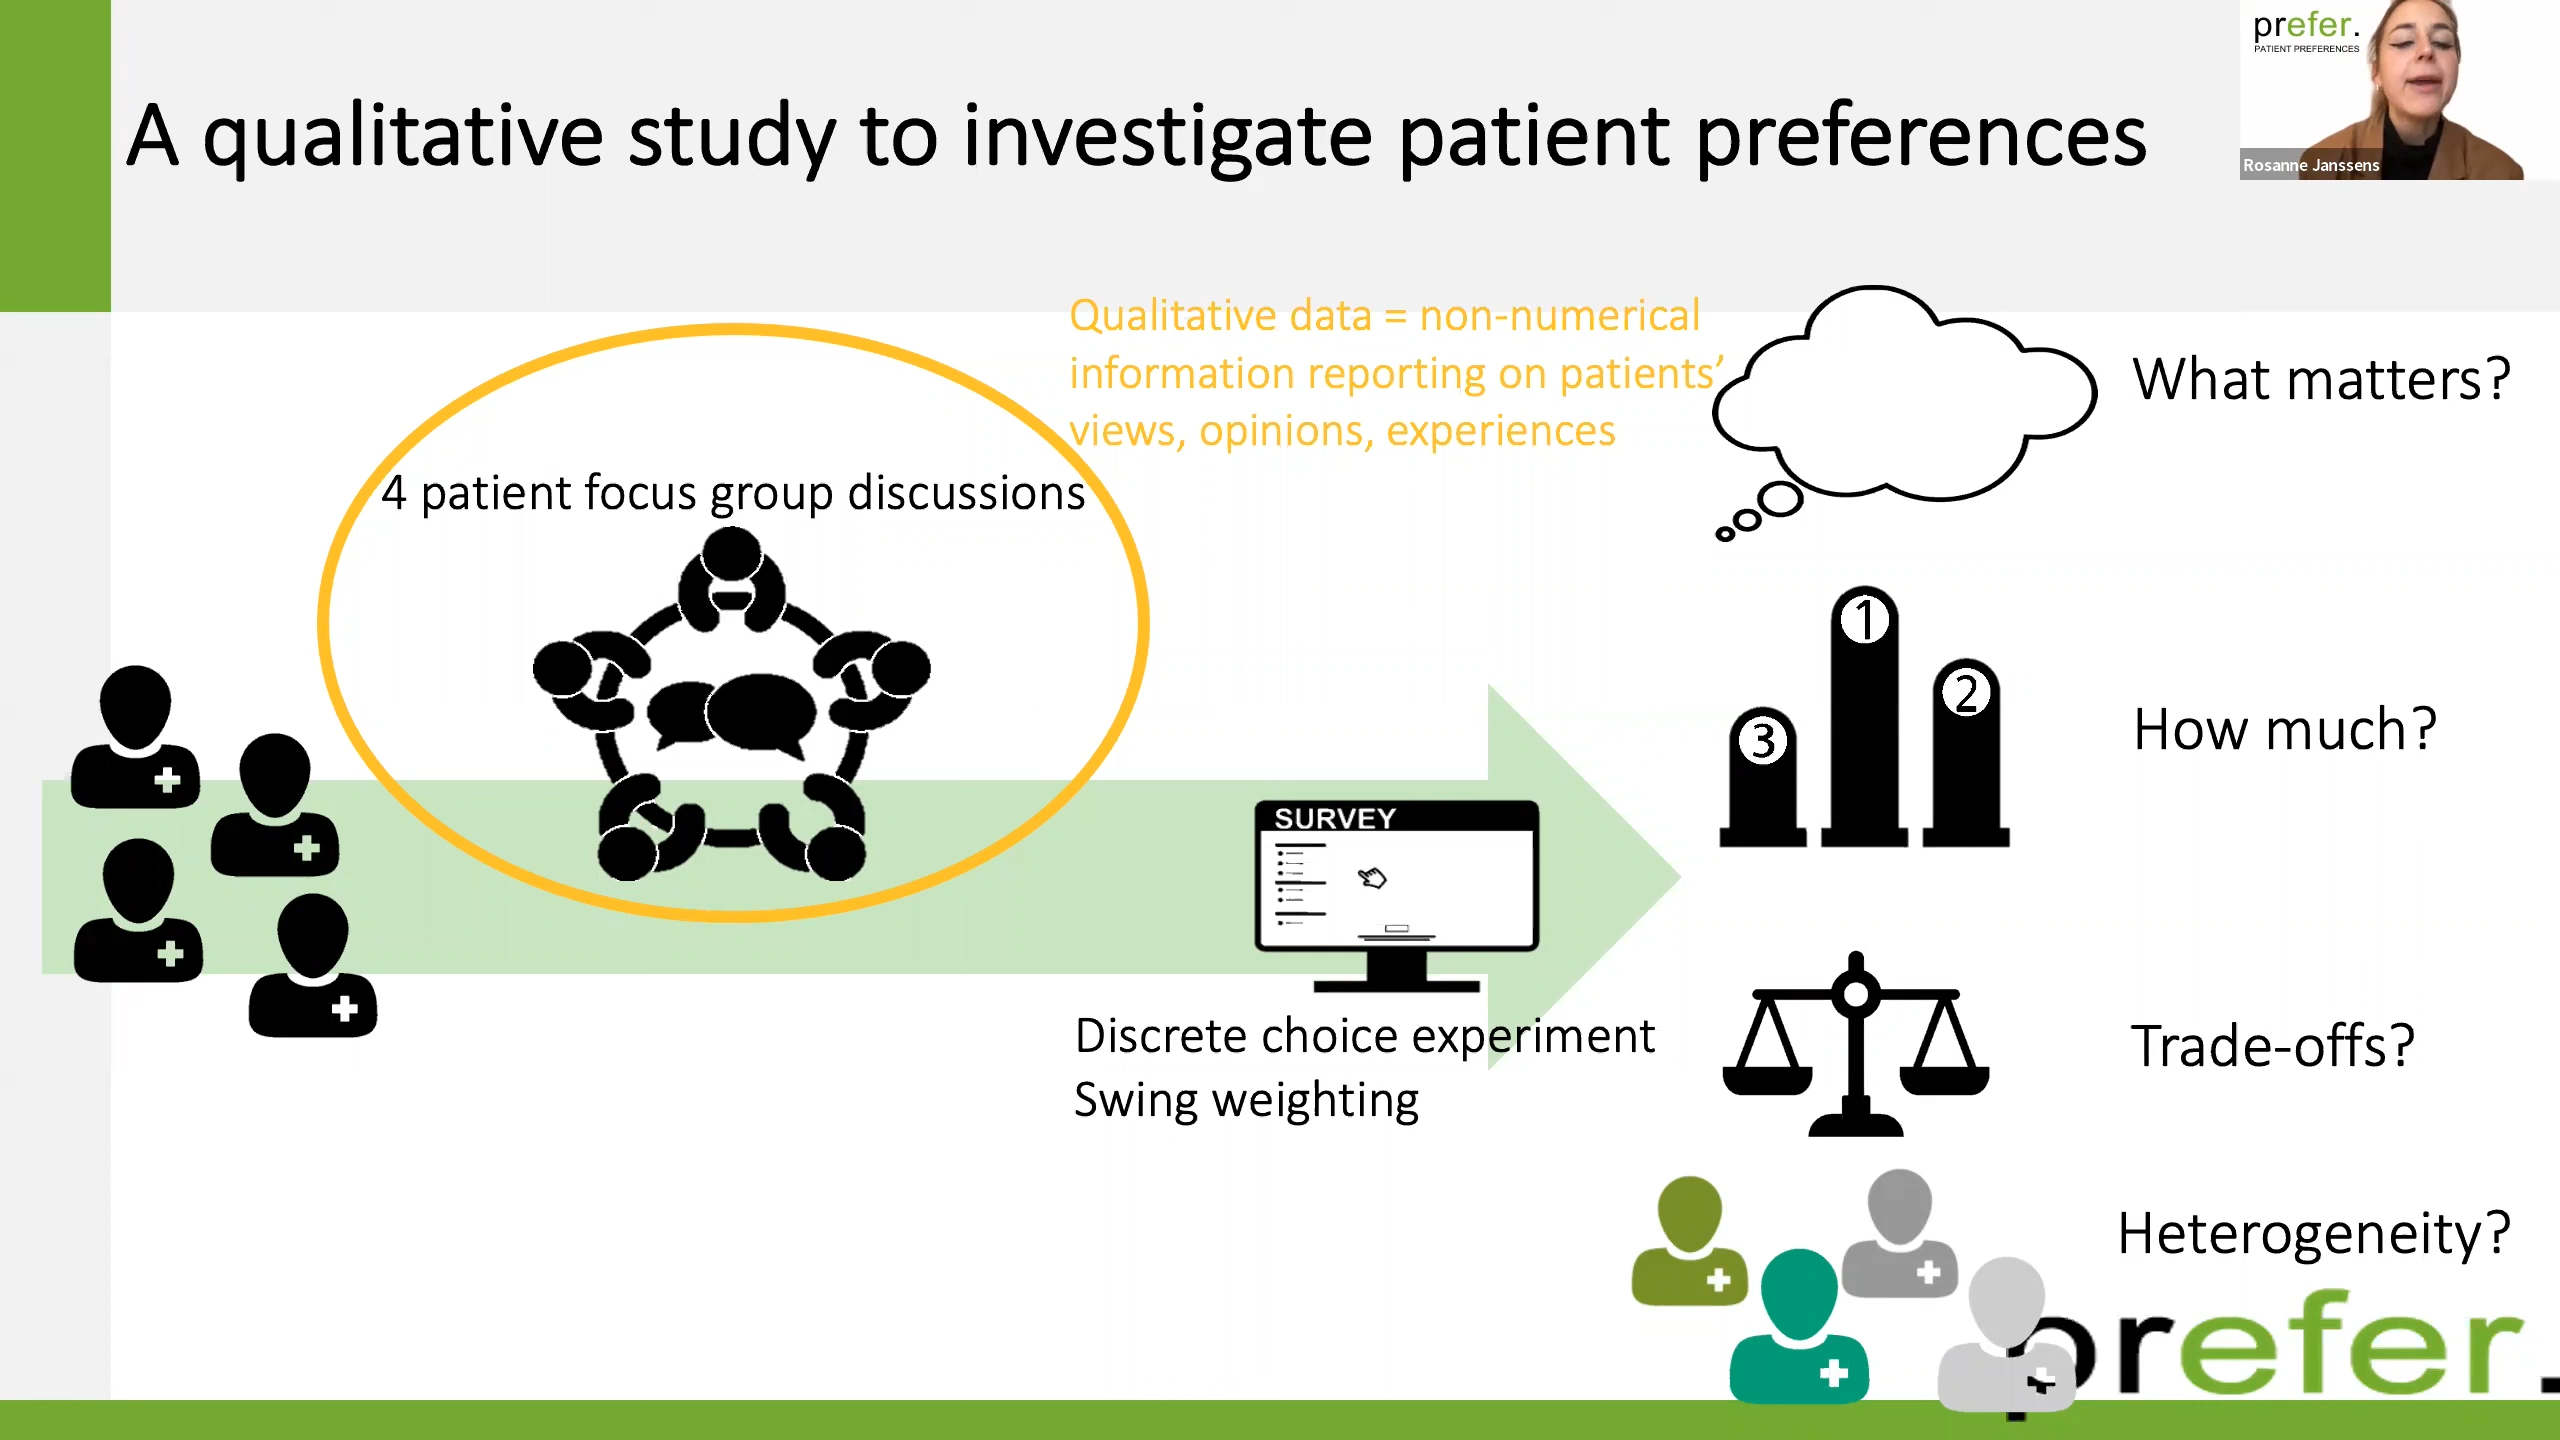 prefer.
PATIENT PREFERENCES
Rosanne Janssens
A qualitative study to investigate patient preferences
Qualitative data = non-numerical
information reporting on patients’
views, opinions, experiences
What matters?
4 patient focus group discussions
1
2
3
How much?
SURVEY
Discrete choice experiment
Swing weighting
Trade-offs?
Heterogeneity?
prefer.